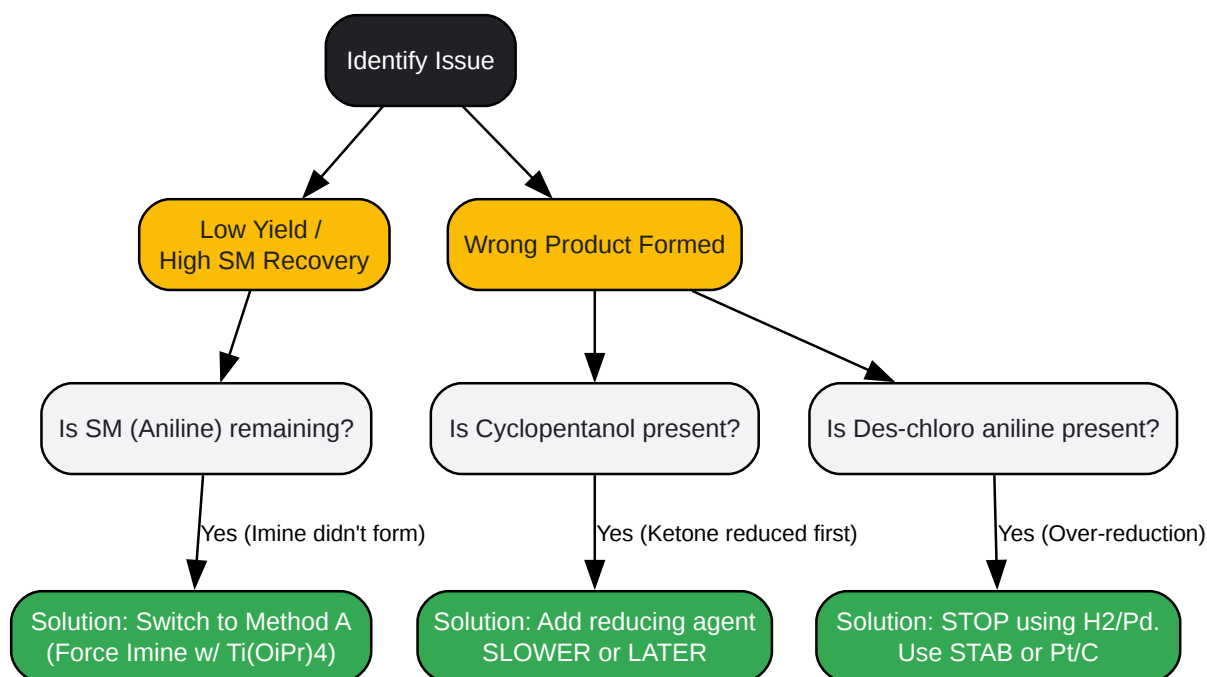 Identify Issue
Low Yield /
High SM Recovery
Wrong Product Formed
Is SM (Aniline) remaining?
Is Cyclopentanol present?
Is Des-chloro aniline present?
Yes (Imine didn't form)
Yes (Ketone reduced first)
Yes (Over-reduction)
Solution: Switch to Method A
(Force Imine w/ Ti(OiPr)4)
Solution: Add reducing agent
SLOWER or LATER
Solution: STOP using H2/Pd.
Use STAB or Pt/C